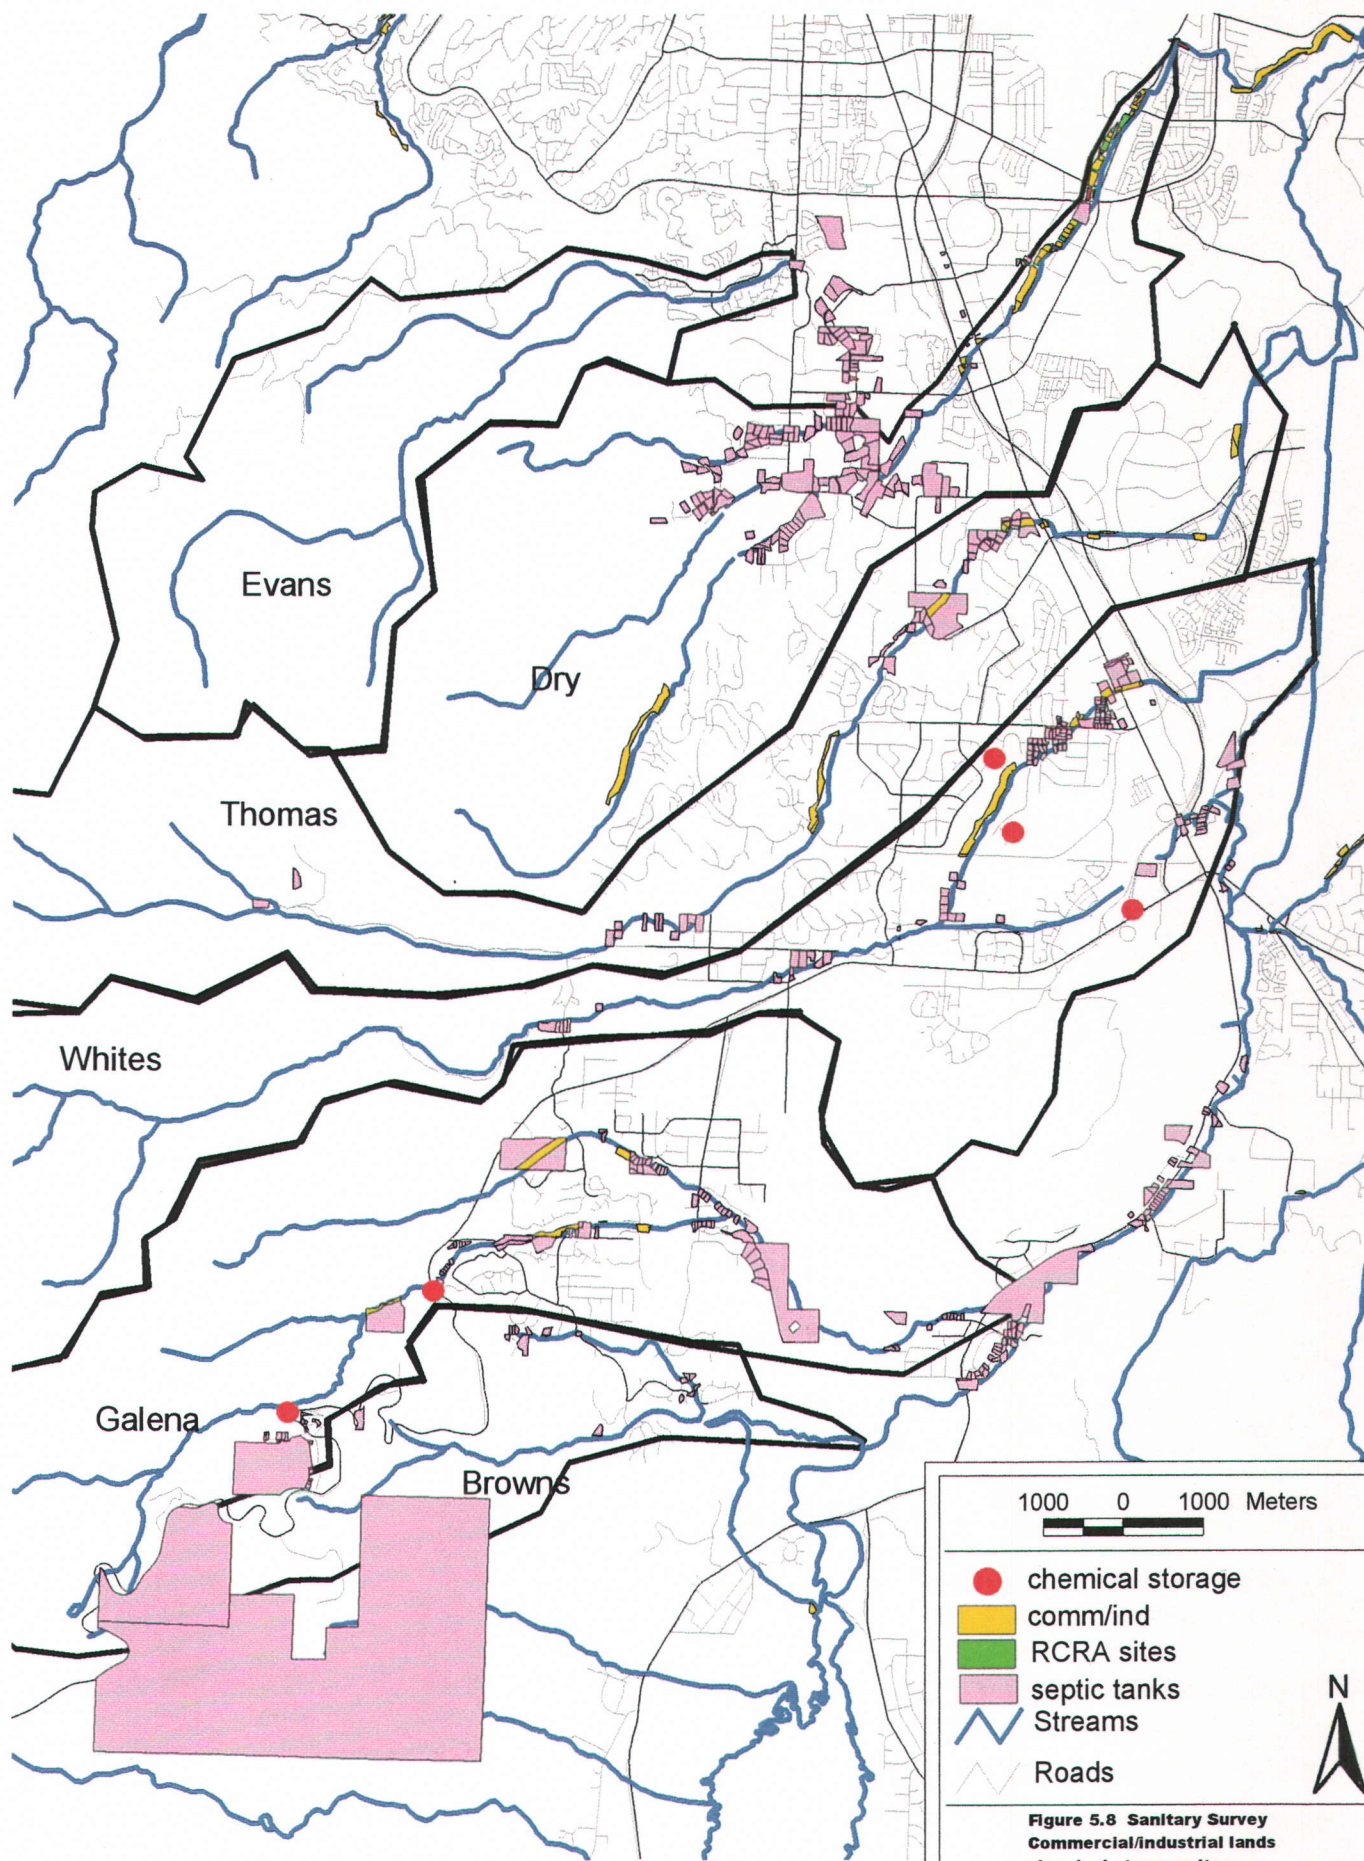 Evans
Dry
Thomas
Whites
Galena
Browns
1000 0 1000 Meters
chemical storage
comm/ind
RCRA sites
septic tanks
Streams
Roads
N
Figure 5.8 Sanitary Survey
Commercial/industrial lands